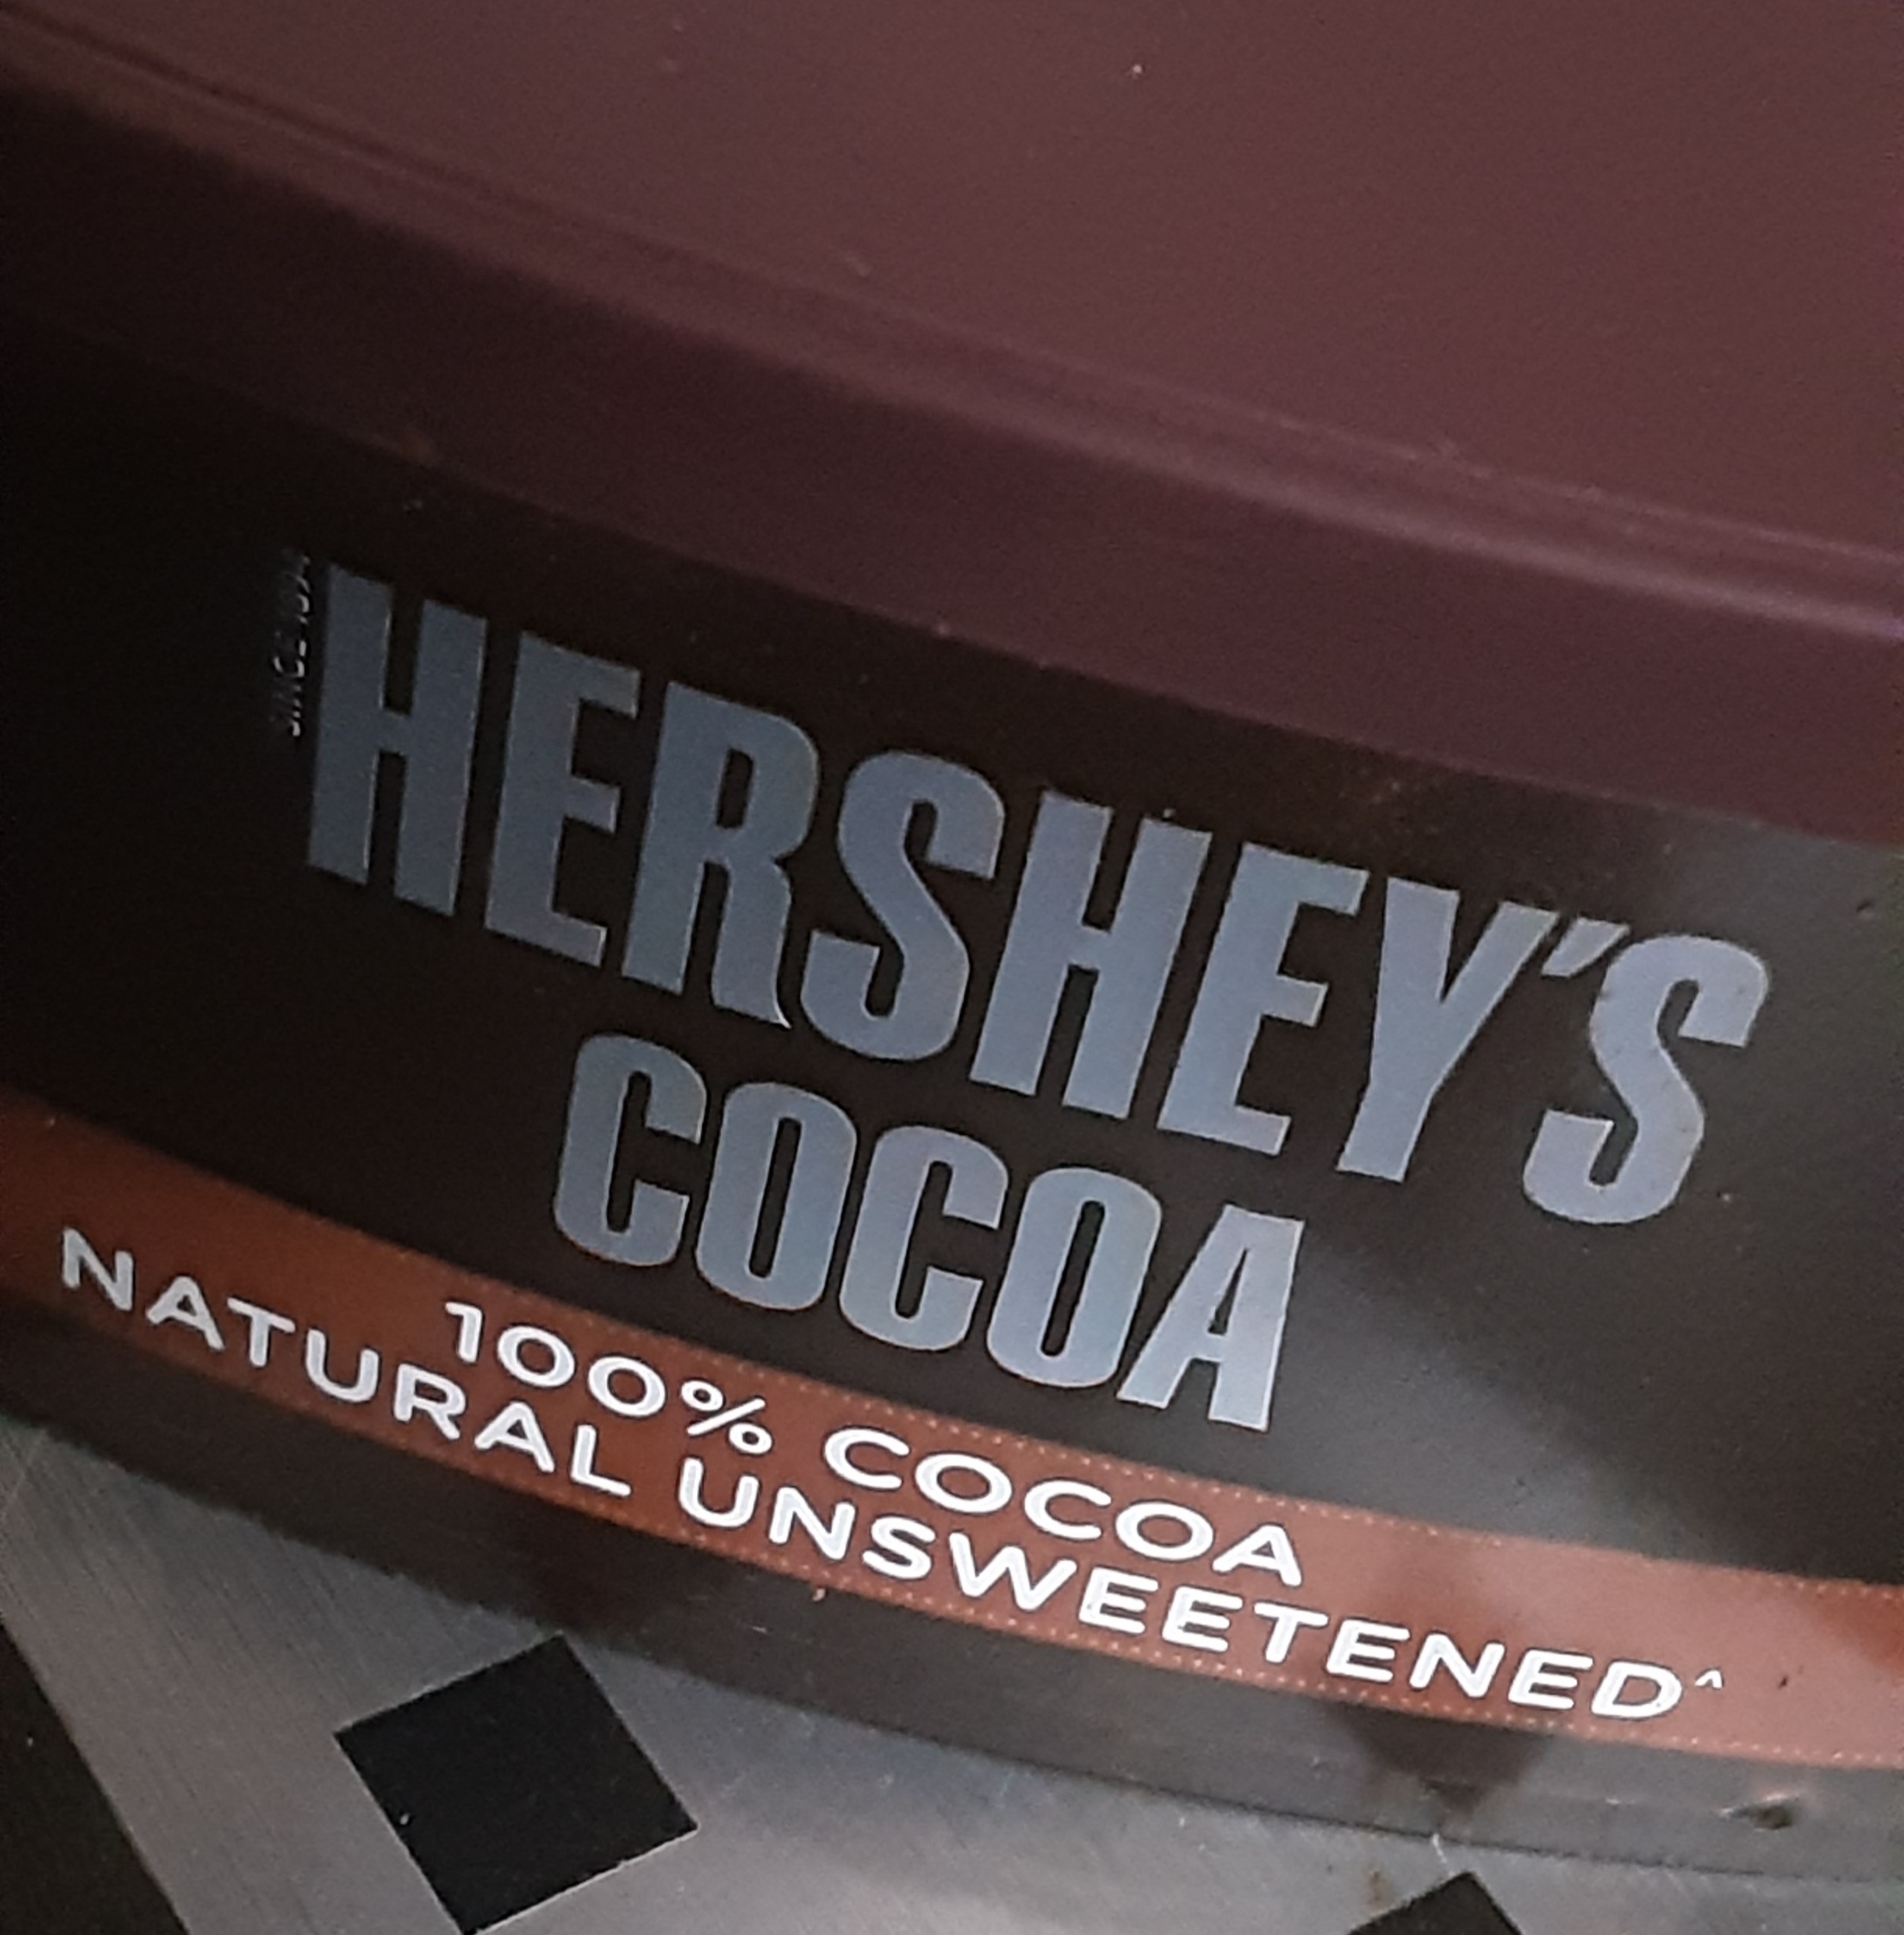 HERSHEY'S
COCOA
100% COCOA
NATURAL UNSWEETENED^